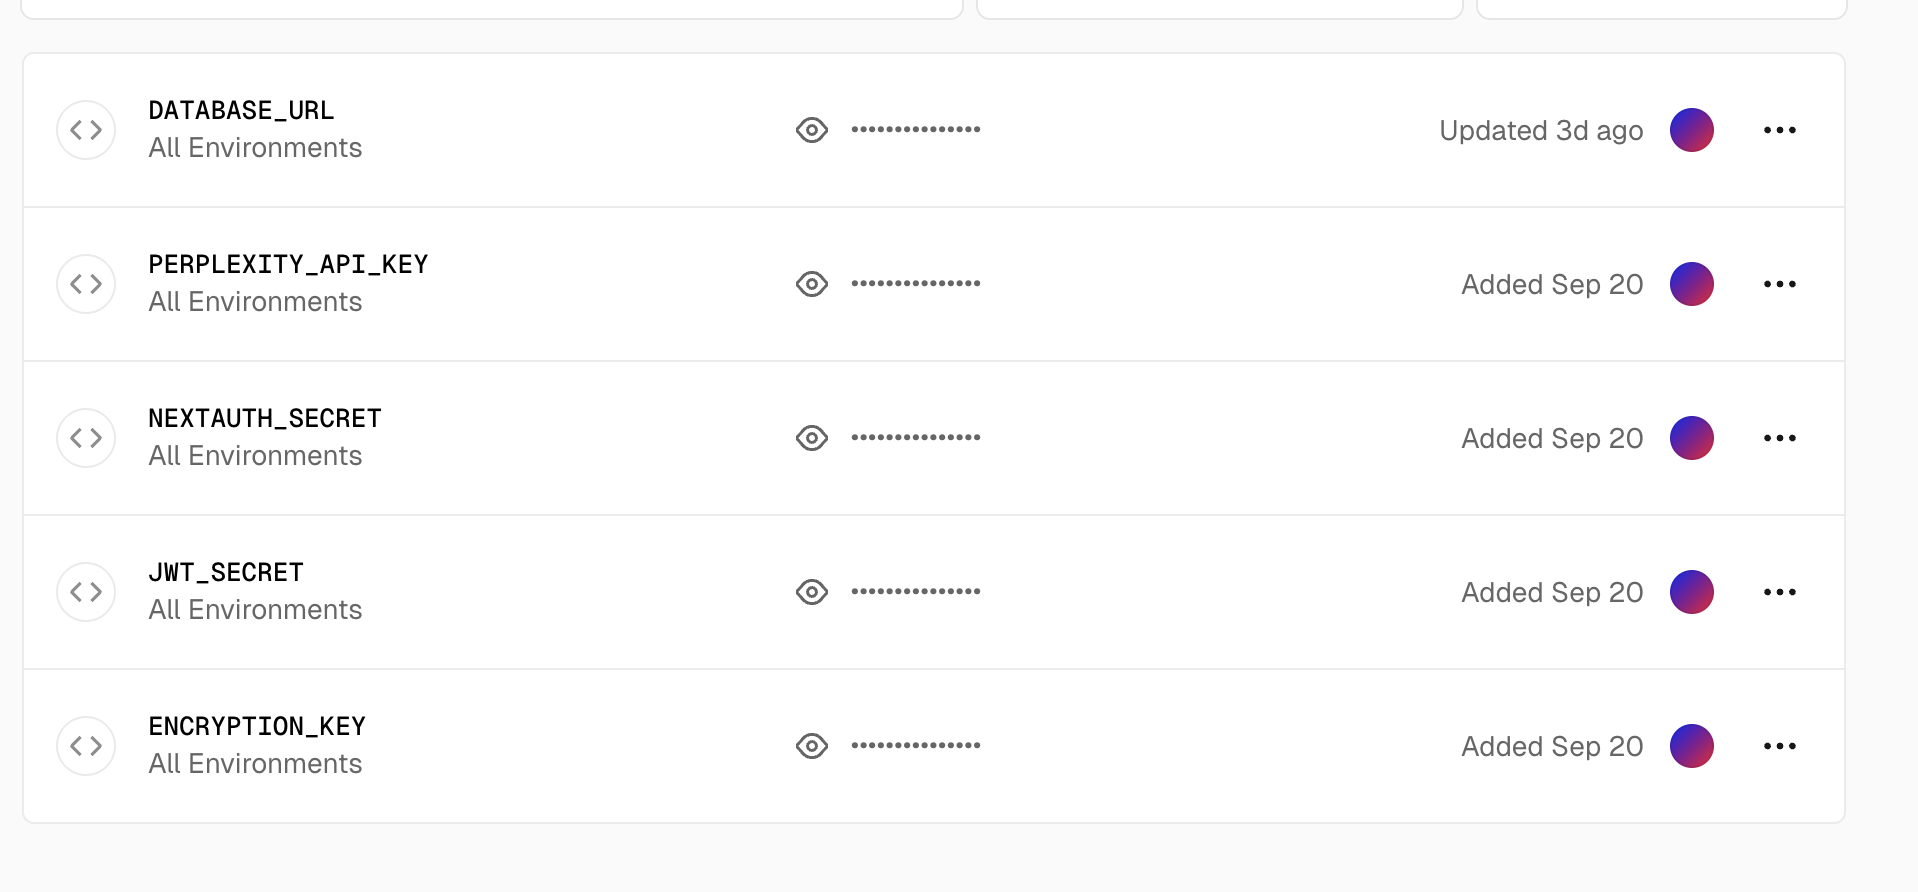 DATABASE_URL
All Environments
•••••••••••••••
Updated 3d ago
PERPLEXITY_API_KEY
All Environments
•••••••••••••••
Added Sep 20
NEXTAUTH_SECRET
All Environments
•••••••••••••••
Added Sep 20
JWT_SECRET
All Environments
•••••••••••••••
Added Sep 20
ENCRYPTION_KEY
All Environments
•••••••••••••••
Added Sep 20